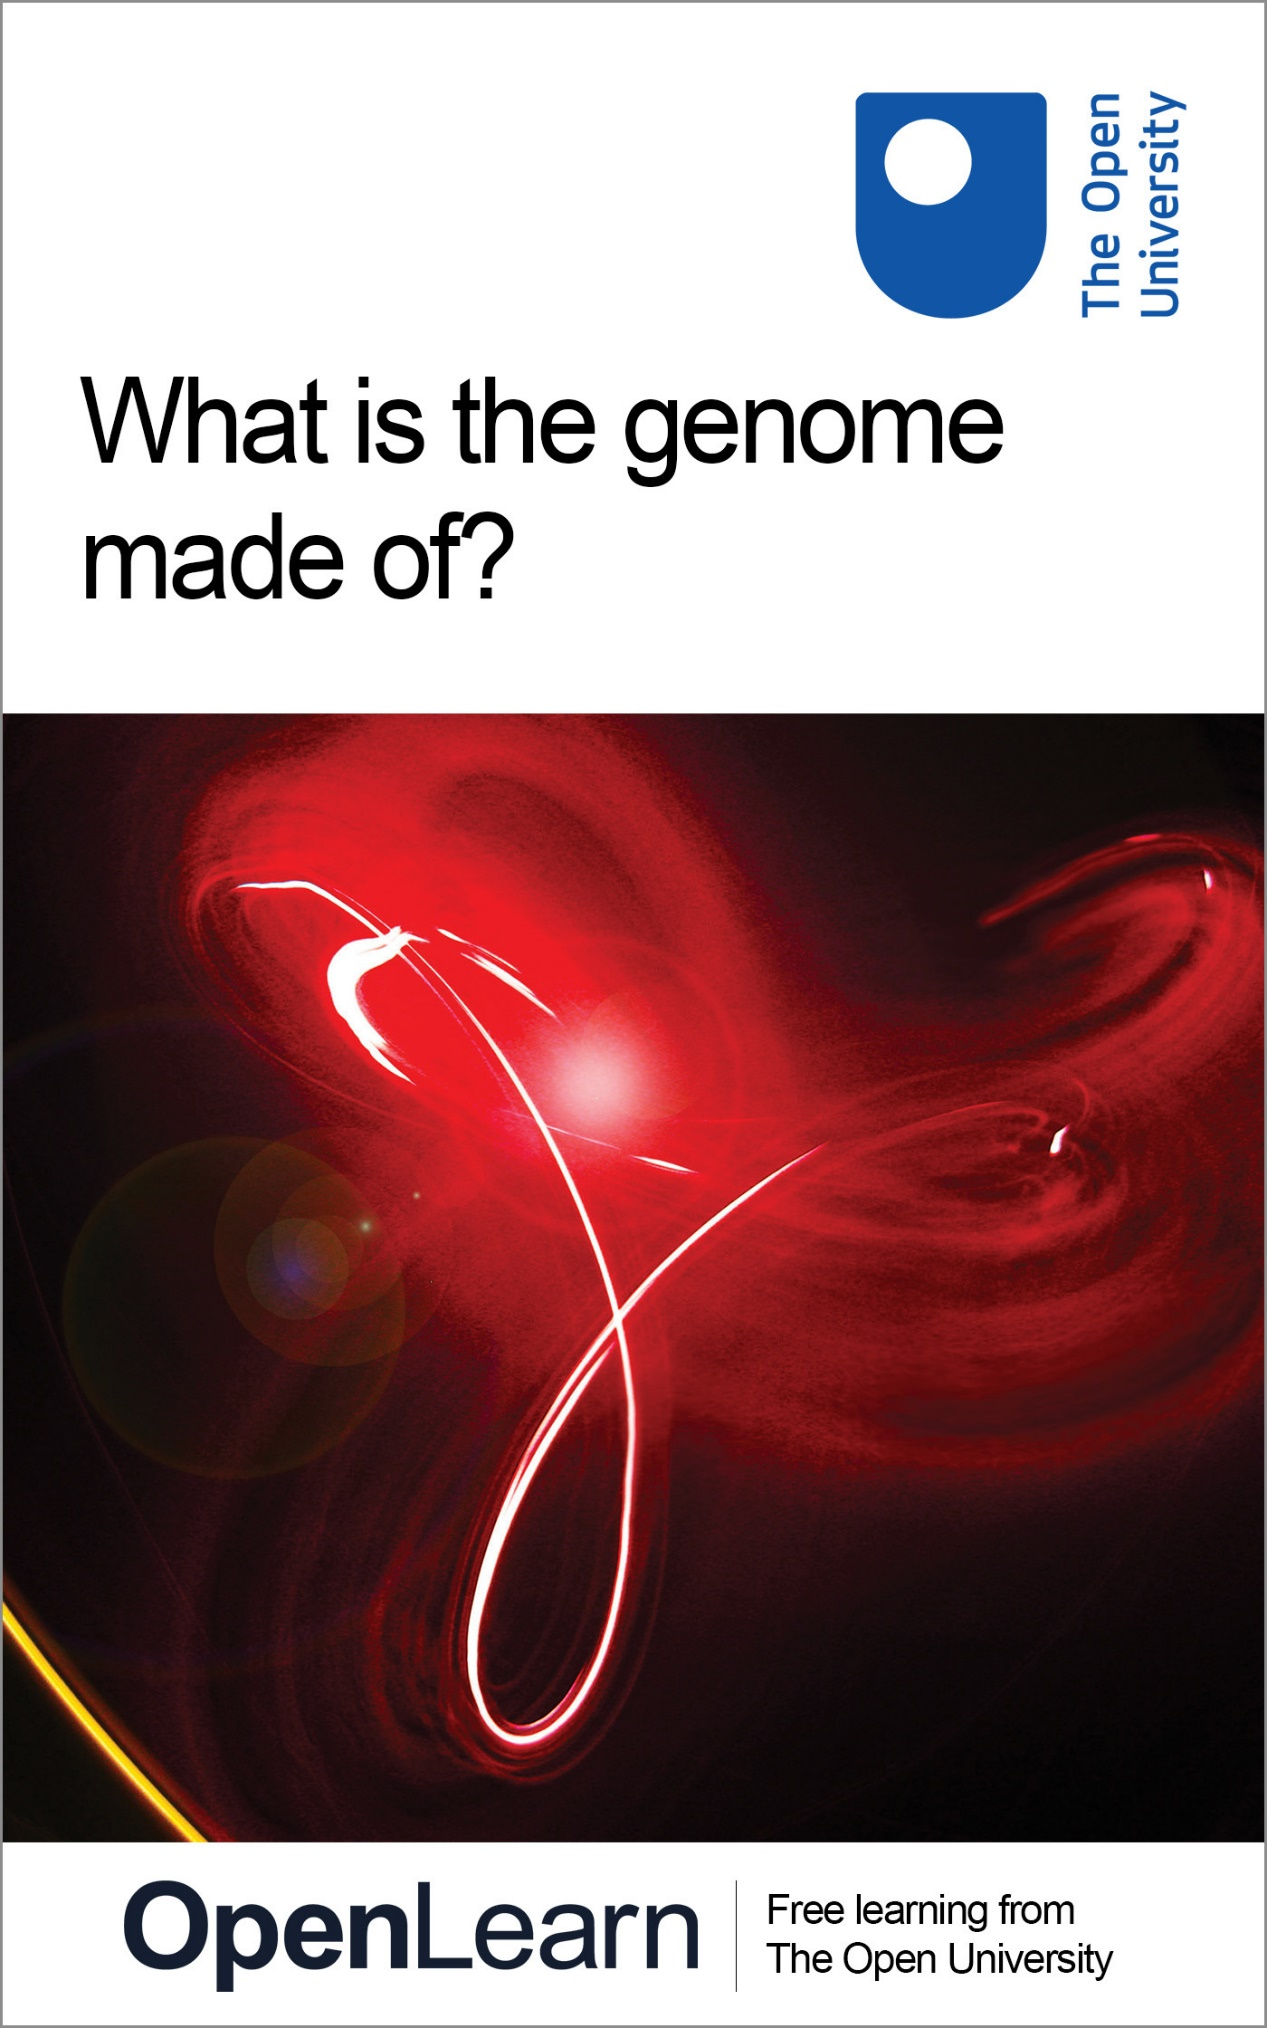 The Open
University
What is the genome
made of?
OpenLearn
Free learning from
The Open University